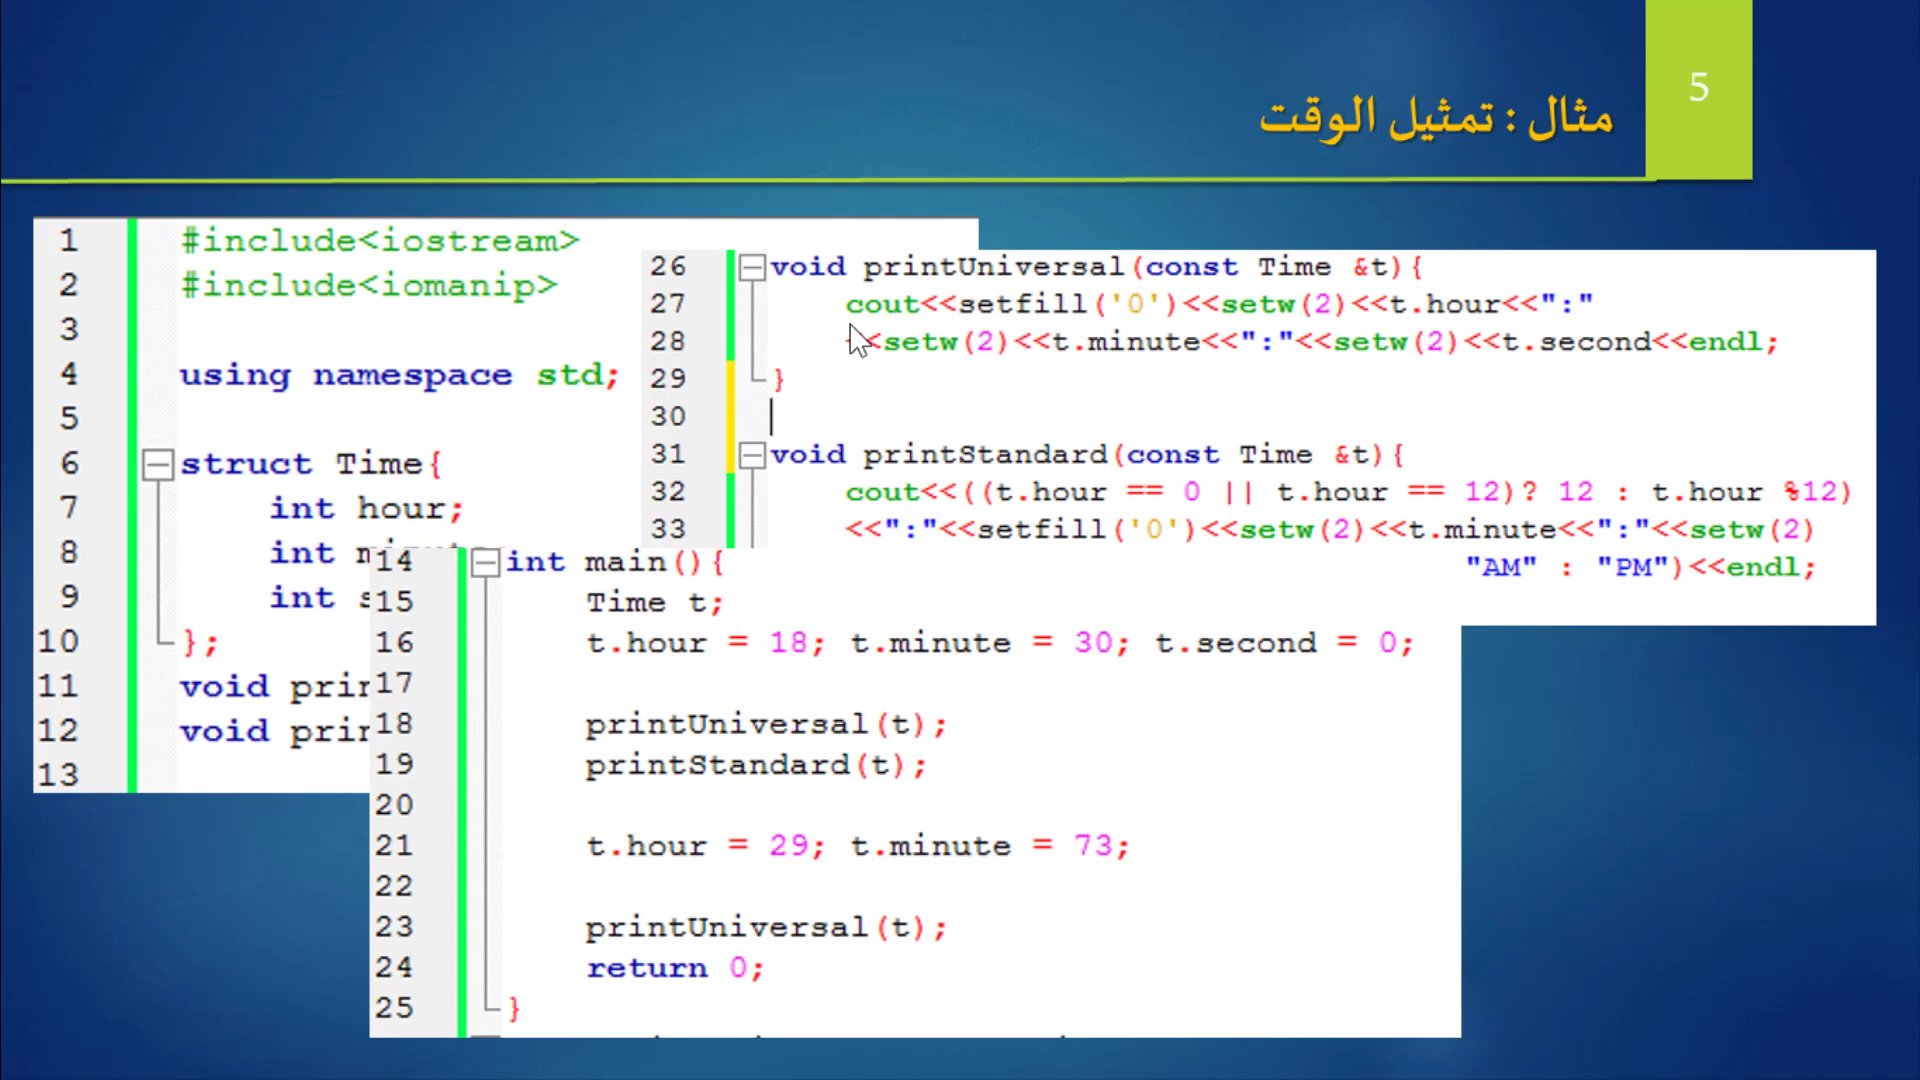 5
مثال : تمثيل الوقت
1 #include<iostream>
2 #include<iomanip>
3
4 using namespace std;
5
6 struct Time{
7 int hour;
8 int
9 int
10 };
11 void
12 void
13
14 int main(){
15 Time t;
16 t.hour = 18; t.minute = 30; t.second = 0;
17
18 printUniversal(t);
19 printStandard(t);
20
21 t.hour = 29; t.minute = 73;
22
23 printUniversal(t);
24 return 0;
25 }
26 void printUniversal(const Time &t){
27 cout<<setfill('0')<<setw(2)<<t.hour<<":"
28 <<setw(2)<<t.minute<<":"<<setw(2)<<t.second<<endl;
29 }
30
31 void printStandard(const Time &t){
32 cout<<((t.hour == 0 || t.hour == 12)? 12 : t.hour %12)
33 <<":"<<setfill('0')<<setw(2)<<t.minute<<":"<<setw(2)
"AM" : "PM")<<endl;